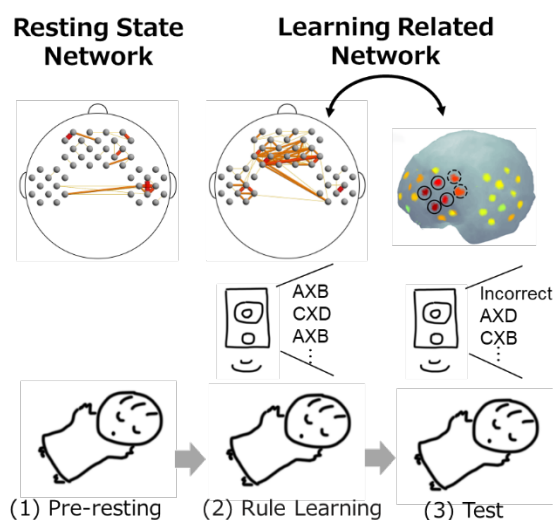 Resting State
Network
Learning Related
Network
AXB
CXD
AXB
⋮
Incorrect
AXD
CXB
⋮
(1) Pre-resting
(2) Rule Learning
(3) Test